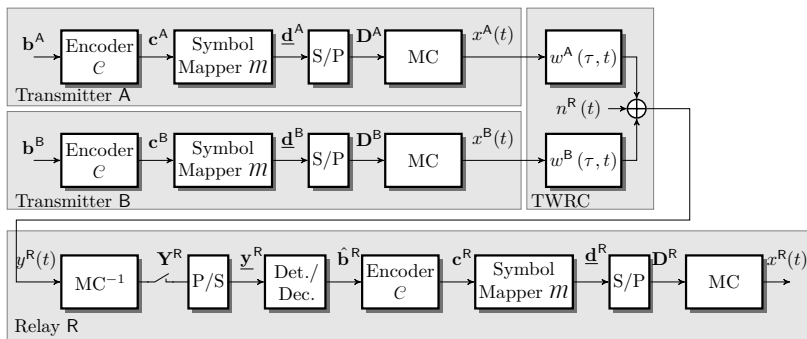 b^A Encoder 𝒞 c^A Symbol Mapper ℳ d^A S/P D^A MC x^A(t) w^A(τ, t)
Transmitter A
n^R(t)
b^B Encoder 𝒞 c^B Symbol Mapper ℳ d^B S/P D^B MC x^B(t) w^B(τ, t)
Transmitter B
TWRC
y^R(t) MC^−1 Y^R P/S y^R Det./ Dec. b̂^R Encoder 𝒞 c^R Symbol Mapper ℳ d^R S/P D^R MC x^R(t)
Relay R